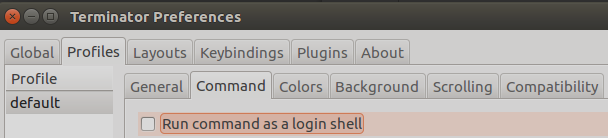 Terminator Preferences
Global Profiles Layouts Keybindings Plugins About
Profile
General Command Colors Background Scrolling Compatibility
default
Run command as a login shell